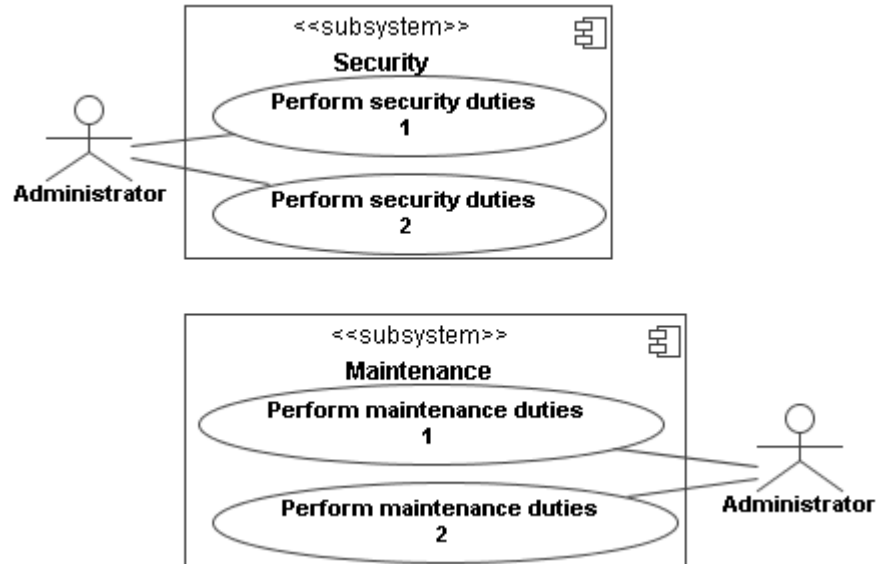 <<subsystem>>
Security
Perform security duties
1
Administrator
Perform security duties
2
<<subsystem>>
Maintenance
Perform maintenance duties
1
Perform maintenance duties
2
Administrator